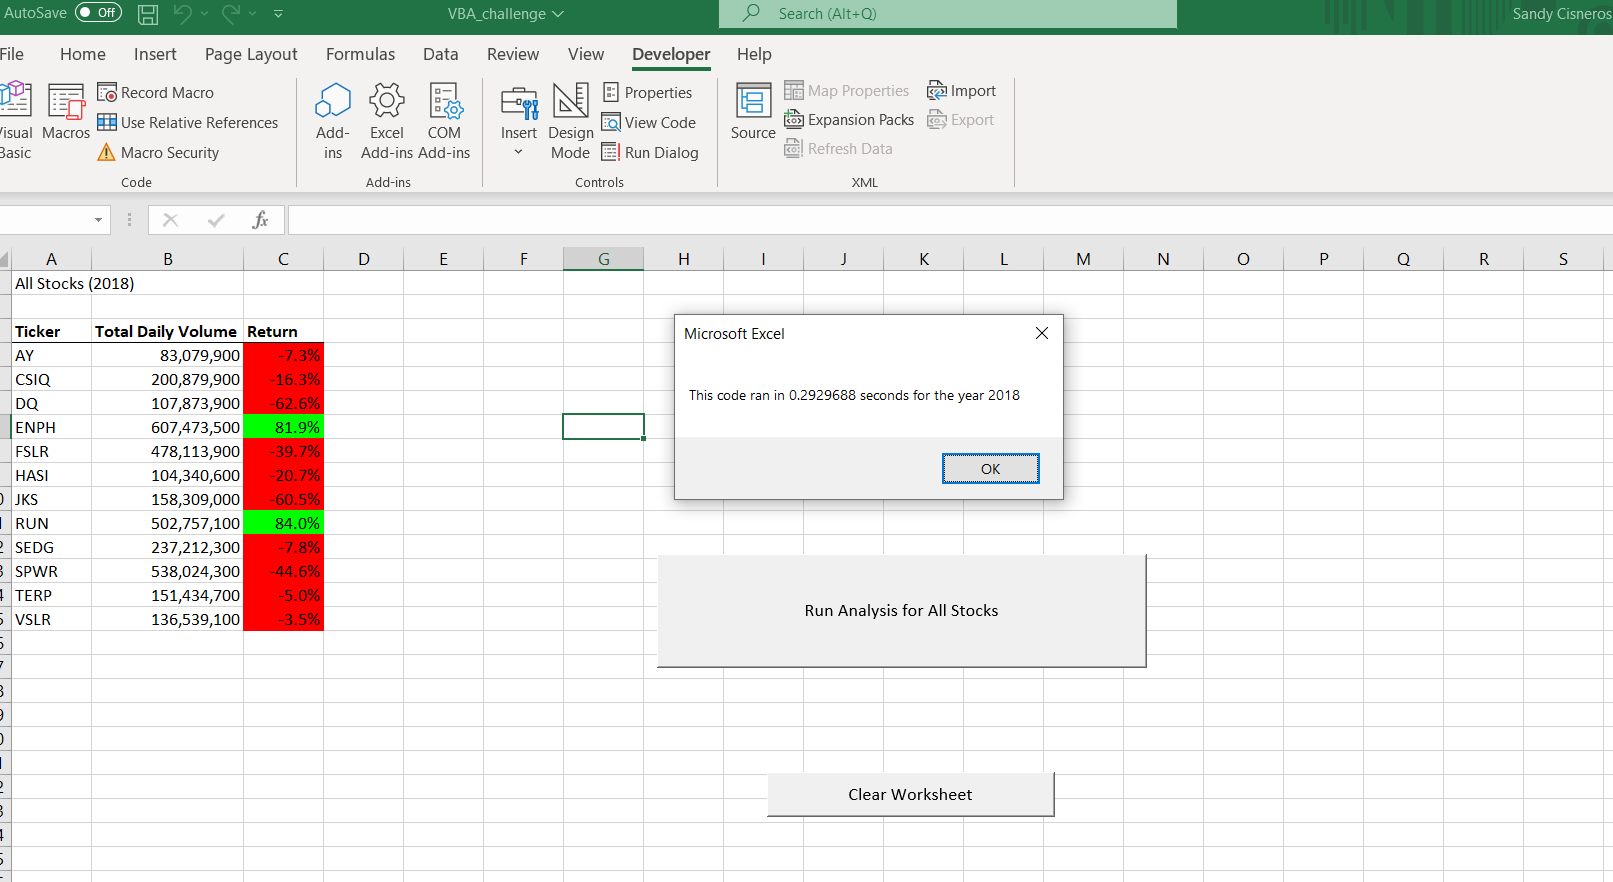 AutoSave Off VBA_challenge Search (Alt+Q) Sandy Cisneros
File Home Insert Page Layout Formulas Data Review View Developer Help
Visual Basic
Macros
Record Macro
Use Relative References
Macro Security
Code
Add-ins
Excel Add-ins
COM Add-ins
Add-ins
Insert
Design Mode
Properties
View Code
Run Dialog
Controls
Source
Map Properties
Expansion Packs
Refresh Data
Import
Export
XML
fx
A B C D E F G H I J K L M N O P Q R S
All Stocks (2018)
Ticker Total Daily Volume Return
AY 83,079,900 -7.3%
CSIQ 200,879,900 -16.3%
DQ 107,873,900 -62.6%
ENPH 607,473,500 81.9%
FSLR 478,113,900 -39.7%
HASI 104,340,600 -20.7%
JKS 158,309,000 -60.5%
RUN 502,757,100 84.0%
SEDG 237,212,300 -7.8%
SPWR 538,024,300 -44.6%
TERP 151,434,700 -5.0%
VSLR 136,539,100 -3.5%
Microsoft Excel
This code ran in 0.2929688 seconds for the year 2018
OK
Run Analysis for All Stocks
Clear Worksheet